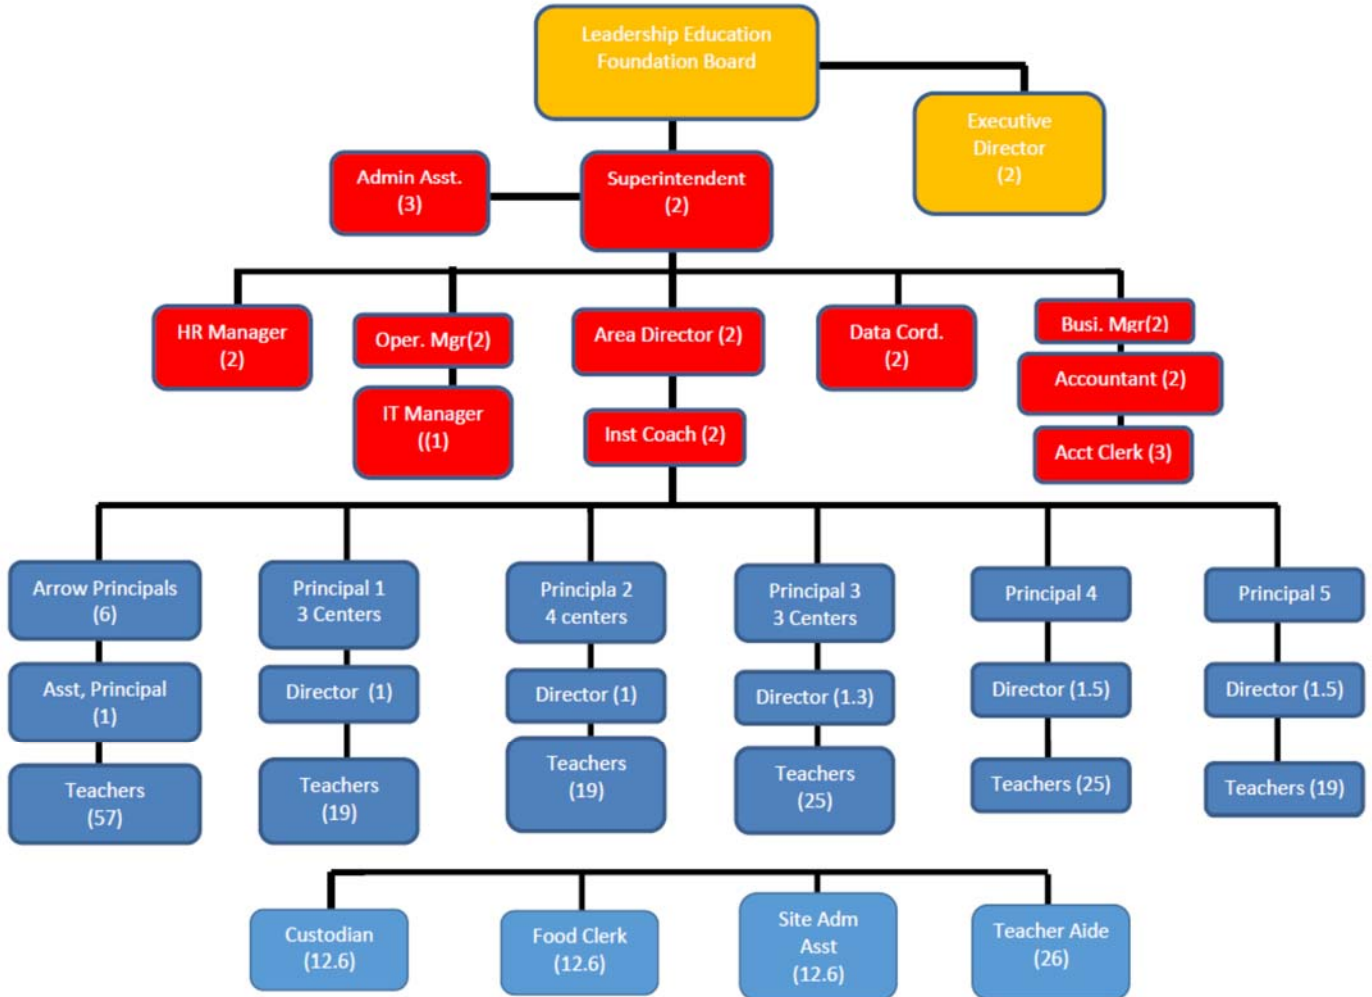 Leadership Education
Foundation Board
Executive
Director
(2)
Admin Asst.
(3)
Superintendent
(2)
HR Manager
(2)
Oper. Mgr(2)
IT Manager
((1)
Area Director (2)
Inst Coach (2)
Data Cord.
(2)
Busi. Mgr(2)
Accountant (2)
Acct Clerk (3)
Arrow Principals
(6)
Asst, Principal
(1)
Teachers
(57)
Principal 1
3 Centers
Director  (1)
Teachers
(19)
Principla 2
4 centers
Director (1)
Teachers
(19)
Principal 3
3 Centers
Director (1.3)
Teachers
(25)
Principal 4
Director (1.5)
Teachers (25)
Principal 5
Director (1.5)
Teachers (19)
Custodian
(12.6)
Food Clerk
(12.6)
Site Adm
Asst
(12.6)
Teacher Aide
(26)